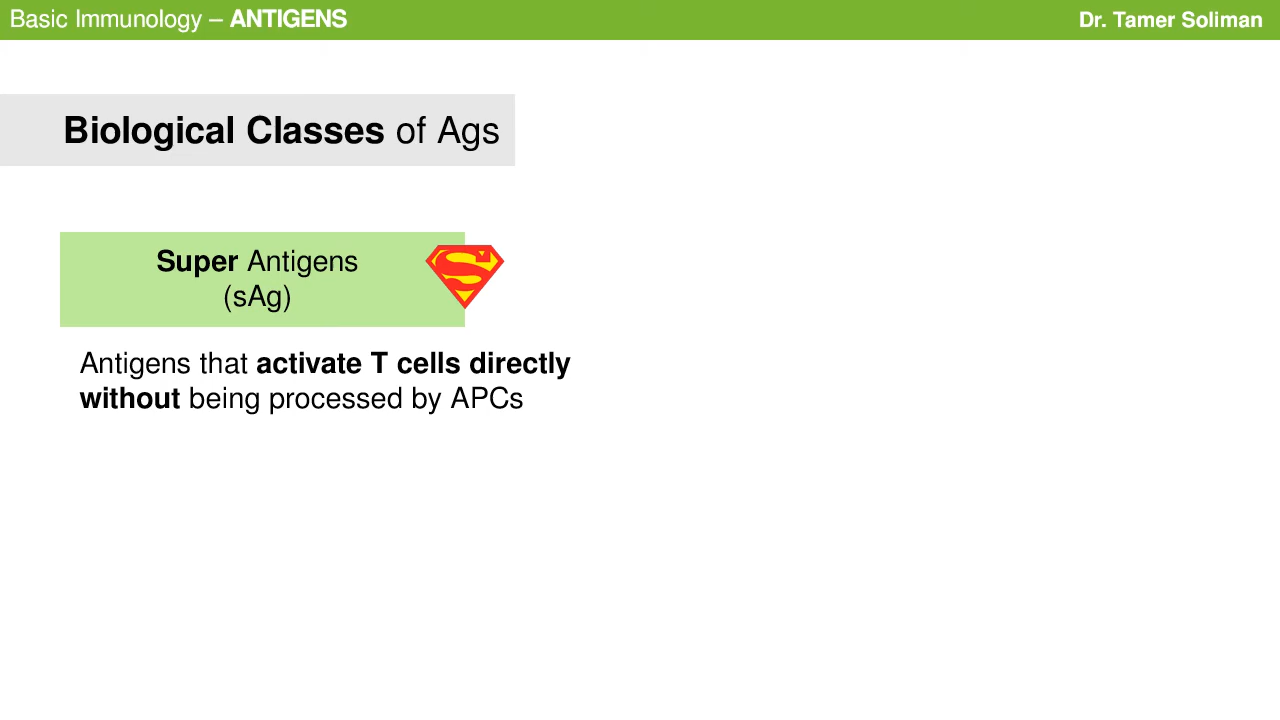 Basic Immunology – ANTIGENS
Dr. Tamer Soliman
Biological Classes of Ags
Super Antigens
(sAg)
S
Antigens that activate T cells directly
without being processed by APCs